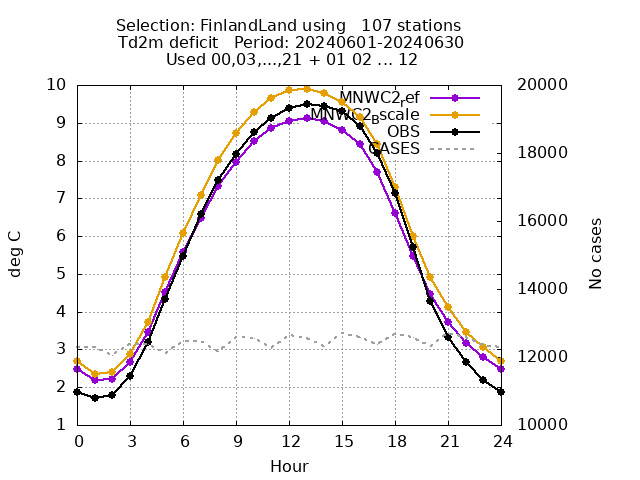 Selection: FinlandLand using   107 stations
Td2m deficit   Period: 20240601-20240630
Used 00,03,...,21 + 01 02 ... 12
10
9
8
7
6
5
4
3
2
1
deg C
20000
18000
16000
14000
12000
10000
No cases
MNWC2ref
MNWC2Bscale
OBS
CASES
0 3 6 9 12 15 18 21 24
Hour